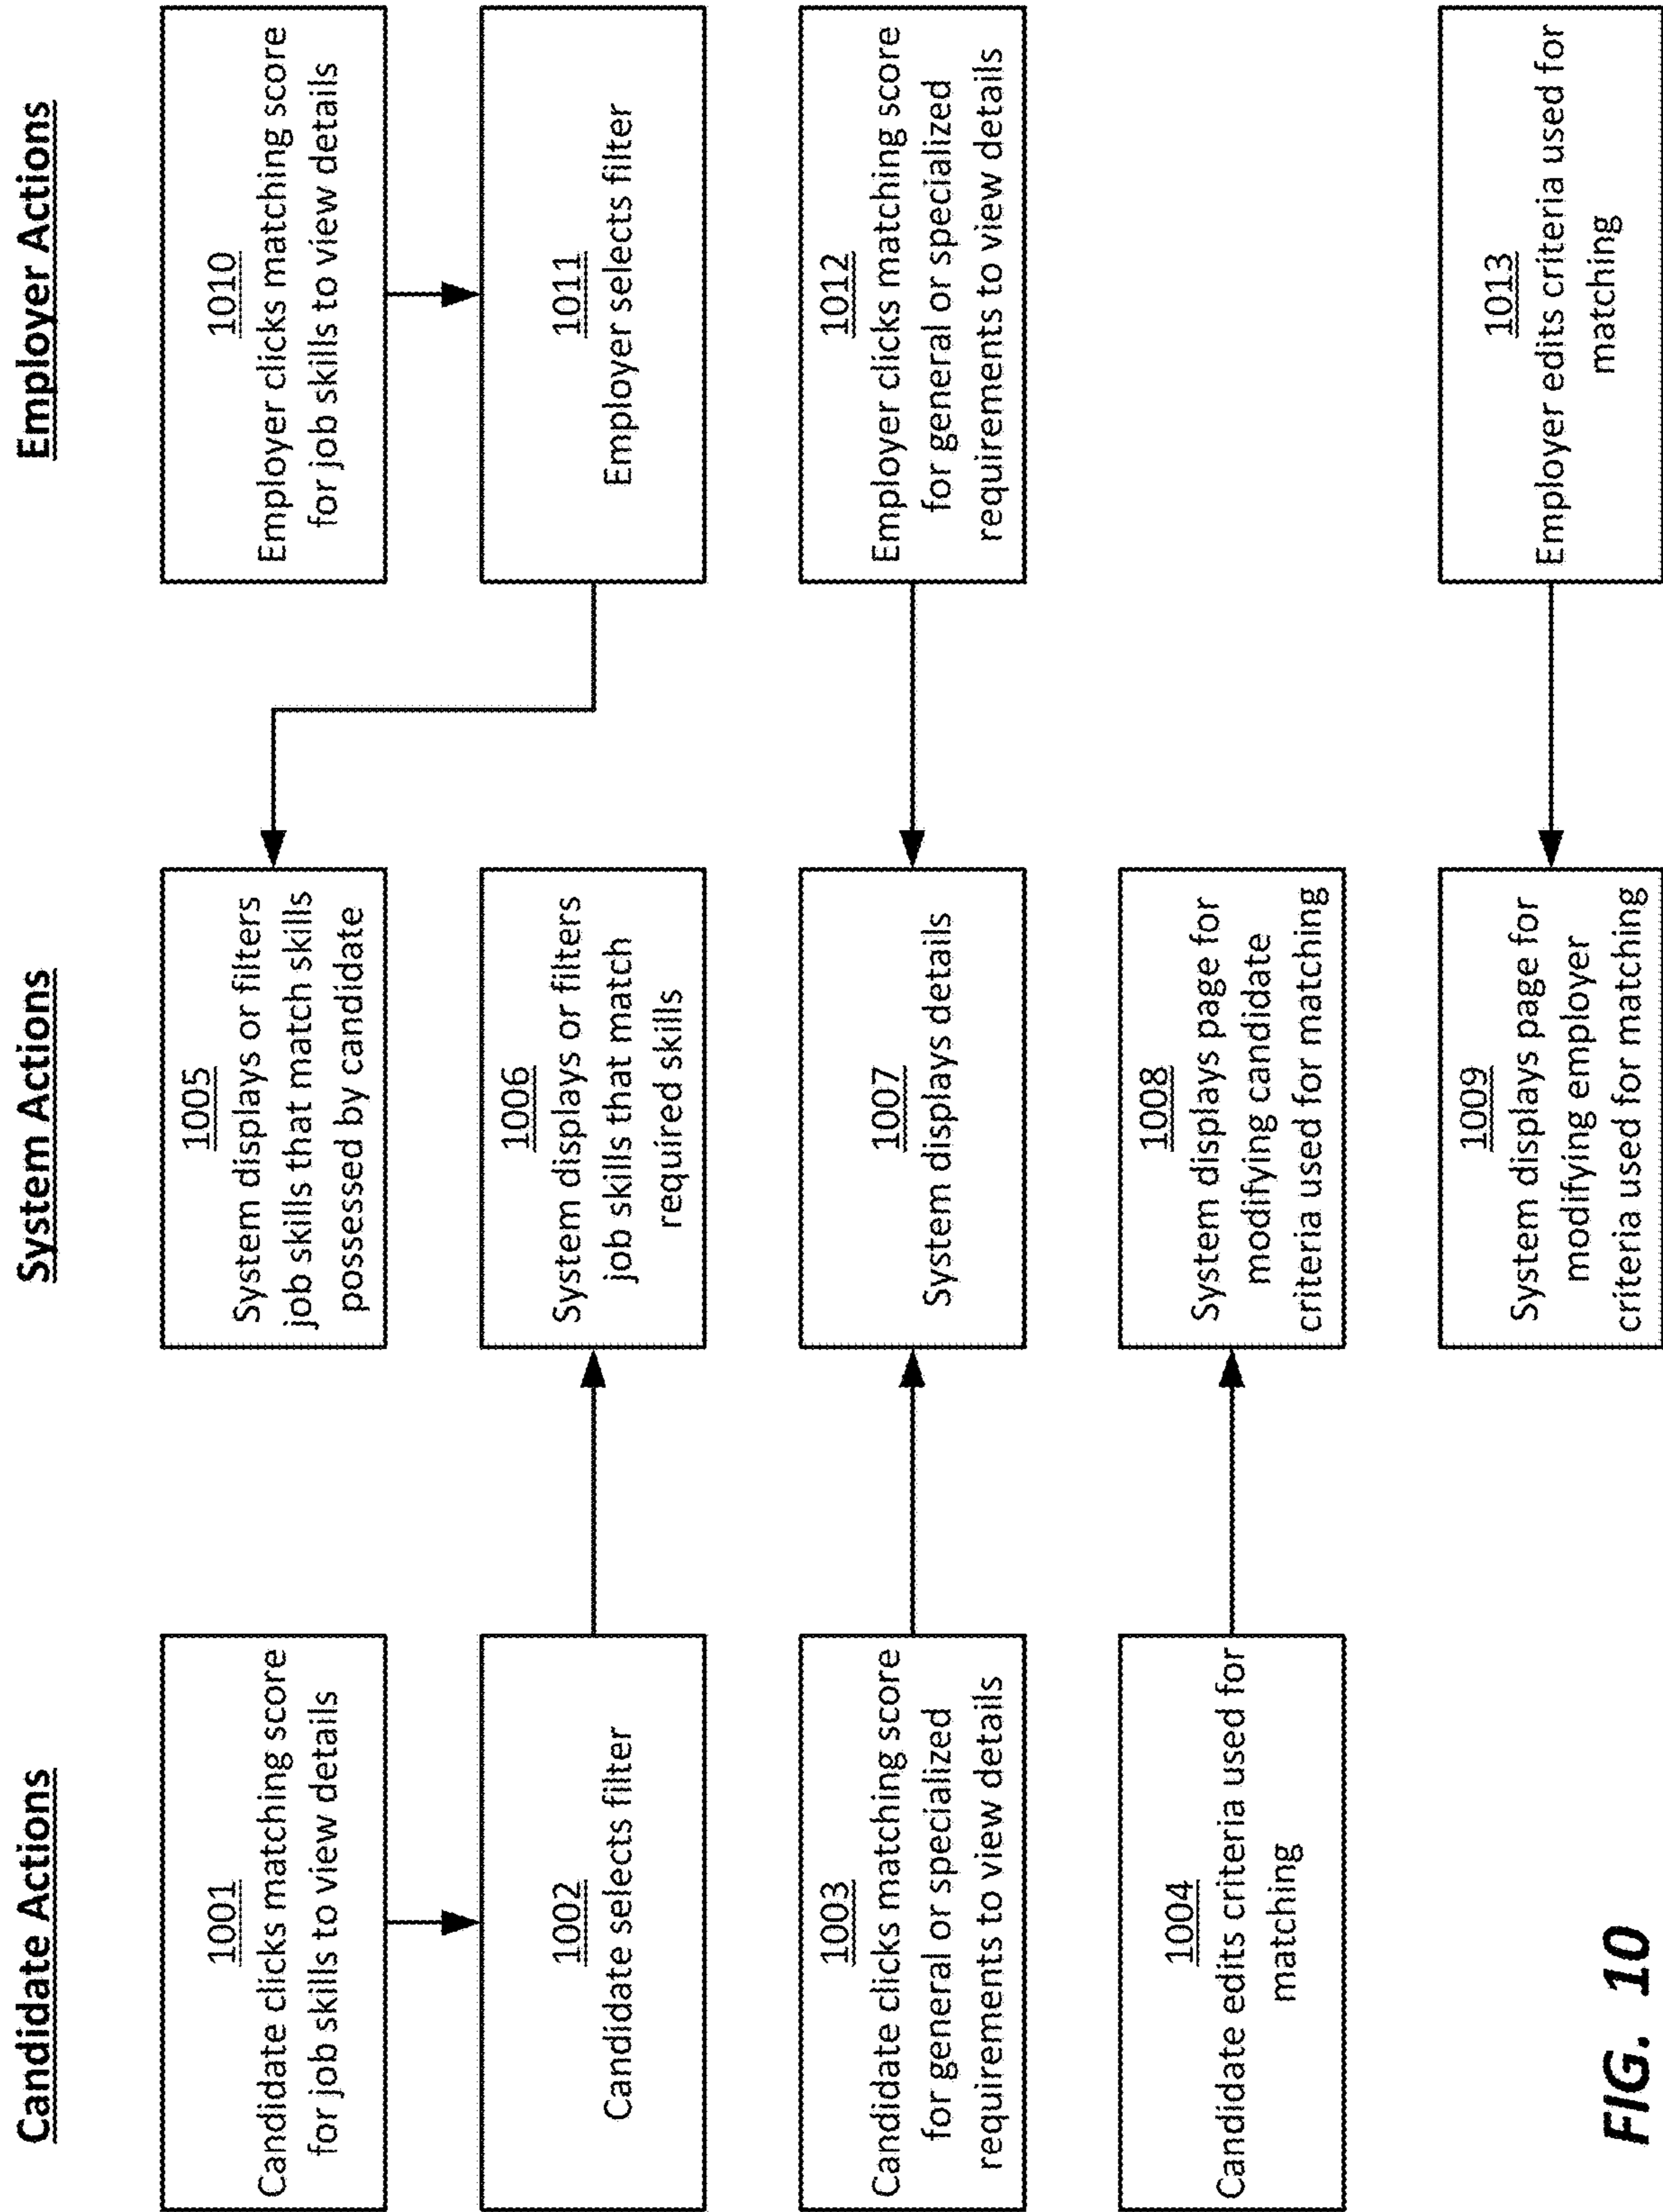 Candidate Actions
1001
Candidate clicks matching score
for job skills to view details
1002
Candidate selects filter
1003
Candidate clicks matching score
for general or specialized
requirements to view details
1004
Candidate edits criteria used for
matching
System Actions
1005
System displays or filters
job skills that match skills
possessed by candidate
1006
System displays or filters
job skills that match
required skills
1007
System displays details
1008
System displays page for
modifying candidate
criteria used for matching
1009
System displays page for
modifying employer
criteria used for matching
Employer Actions
1010
Employer clicks matching score
for job skills to view details
1011
Employer selects filter
1012
Employer clicks matching score
for general or specialized
requirements to view details
1013
Employer edits criteria used for
matching
FIG. 10